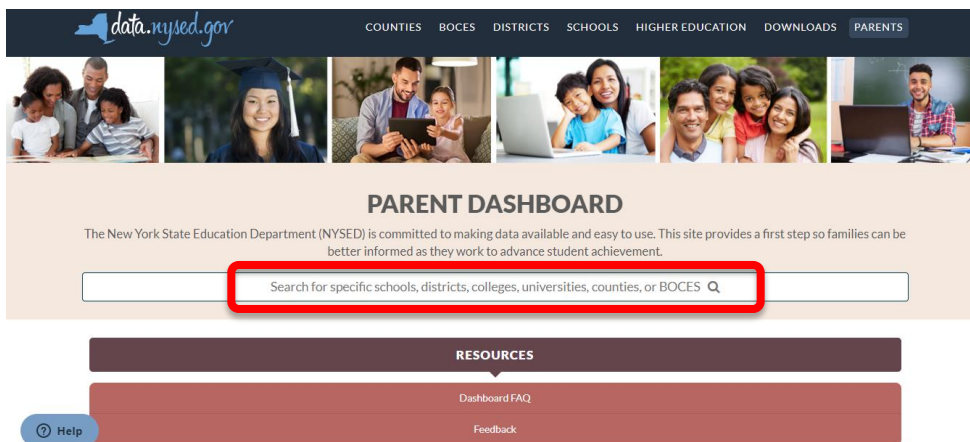 data.nysed.gov
COUNTIES BOCES DISTRICTS SCHOOLS HIGHER EDUCATION DOWNLOADS PARENTS
PARENT DASHBOARD
The New York State Education Department (NYSED) is committed to making data available and easy to use. This site provides a first step so families can be
better informed as they work to advance student achievement.
Search for specific schools, districts, colleges, universities, counties, or BOCES
RESOURCES
Dashboard FAQ
Feedback
? Help